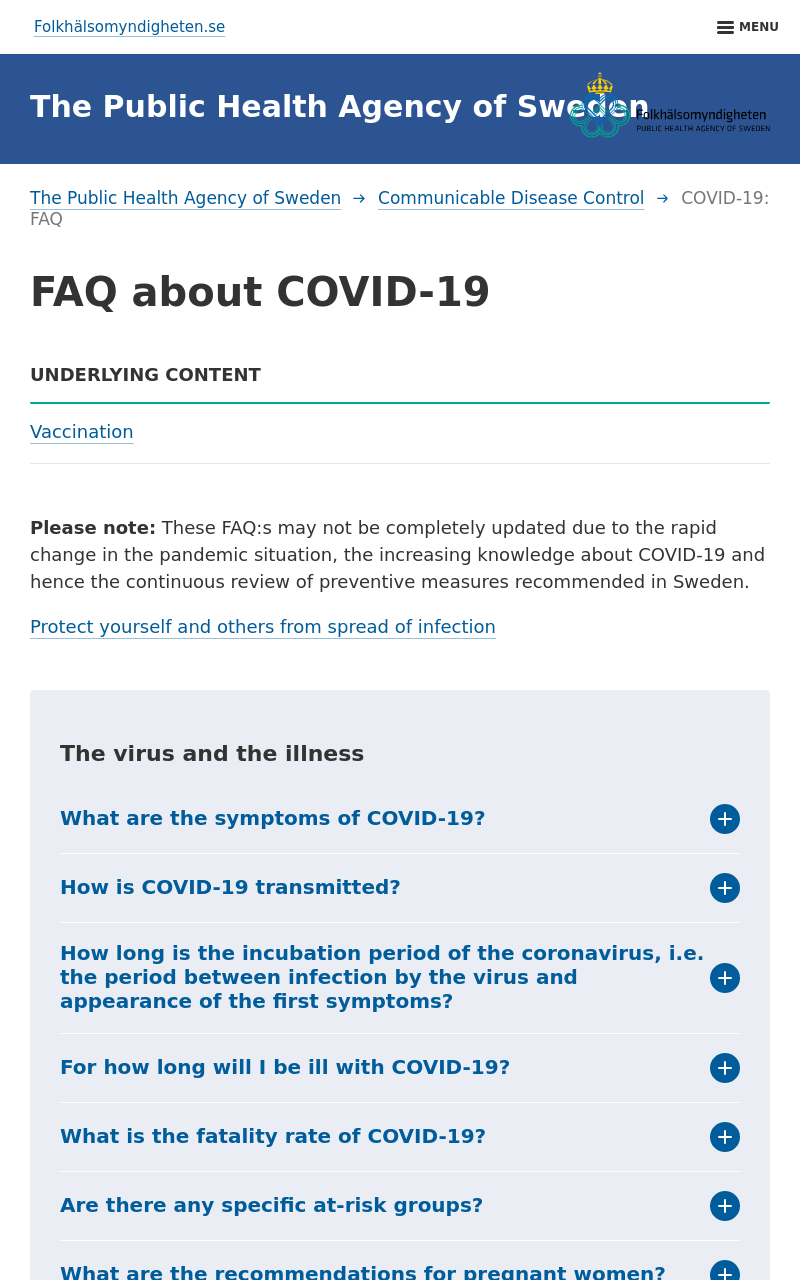 Folkhälsomyndigheten.se
MENU
The Public Health Agency of Sweden
Folkhälsomyndigheten
PUBLIC HEALTH AGENCY OF SWEDEN
The Public Health Agency of Sweden → Communicable Disease Control → COVID-19:
FAQ
FAQ about COVID-19
UNDERLYING CONTENT
Vaccination
Please note: These FAQ:s may not be completely updated due to the rapid
change in the pandemic situation, the increasing knowledge about COVID-19 and
hence the continuous review of preventive measures recommended in Sweden.
Protect yourself and others from spread of infection
The virus and the illness
What are the symptoms of COVID-19?
How is COVID-19 transmitted?
How long is the incubation period of the coronavirus, i.e.
the period between infection by the virus and
appearance of the first symptoms?
For how long will I be ill with COVID-19?
What is the fatality rate of COVID-19?
Are there any specific at-risk groups?
What are the recommendations for pregnant women?